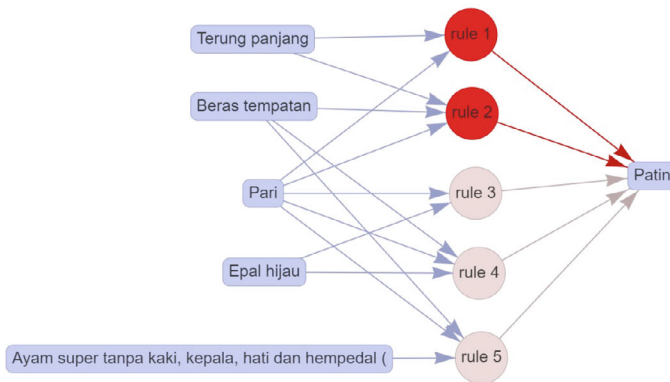 Terung panjang
rule 1
Beras tempatan
rule 2
Pari
rule 3
Patin
Epal hijau
rule 4
Ayam super tanpa kaki, kepala, hati dan hempedal (
rule 5